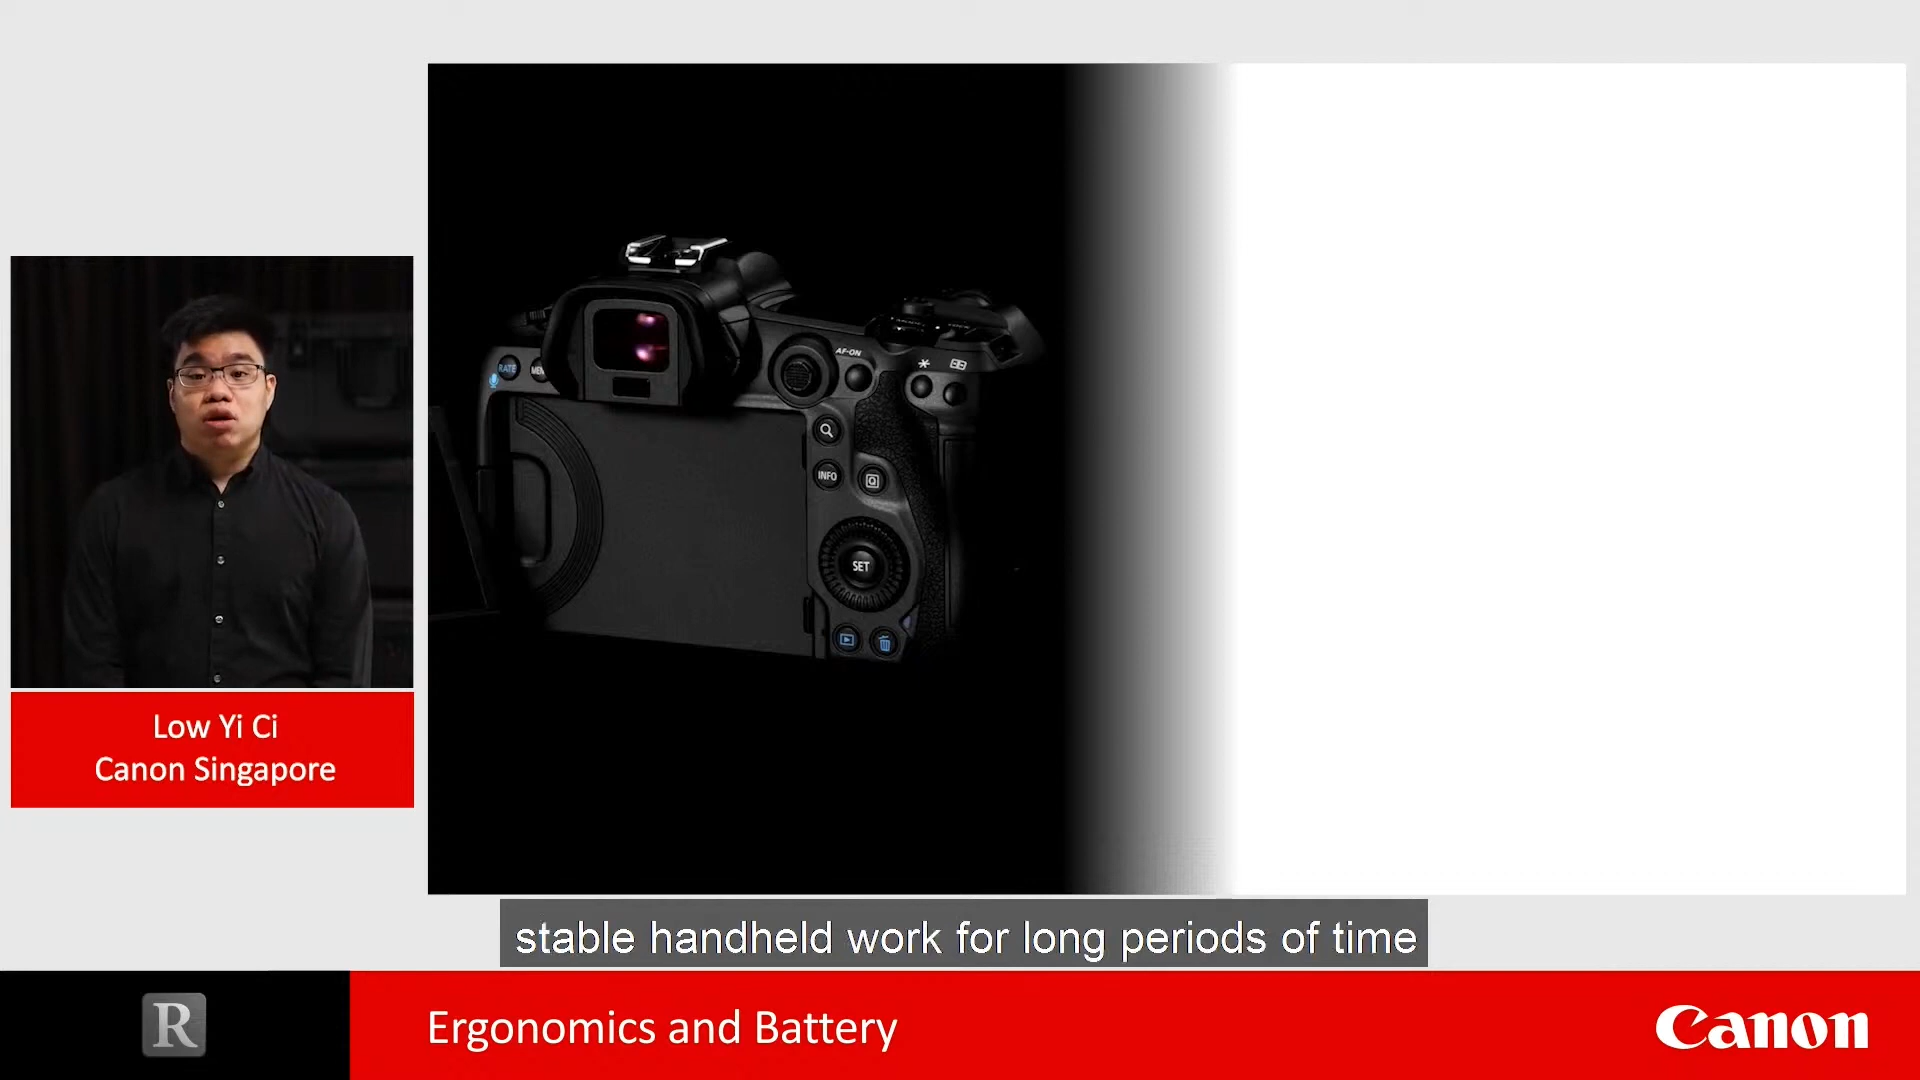 AF-ON
RATE
MEN
INFO
Q
SET
Low Yi Ci
Canon Singapore
stable handheld work for long periods of time
R
Ergonomics and Battery
Canon